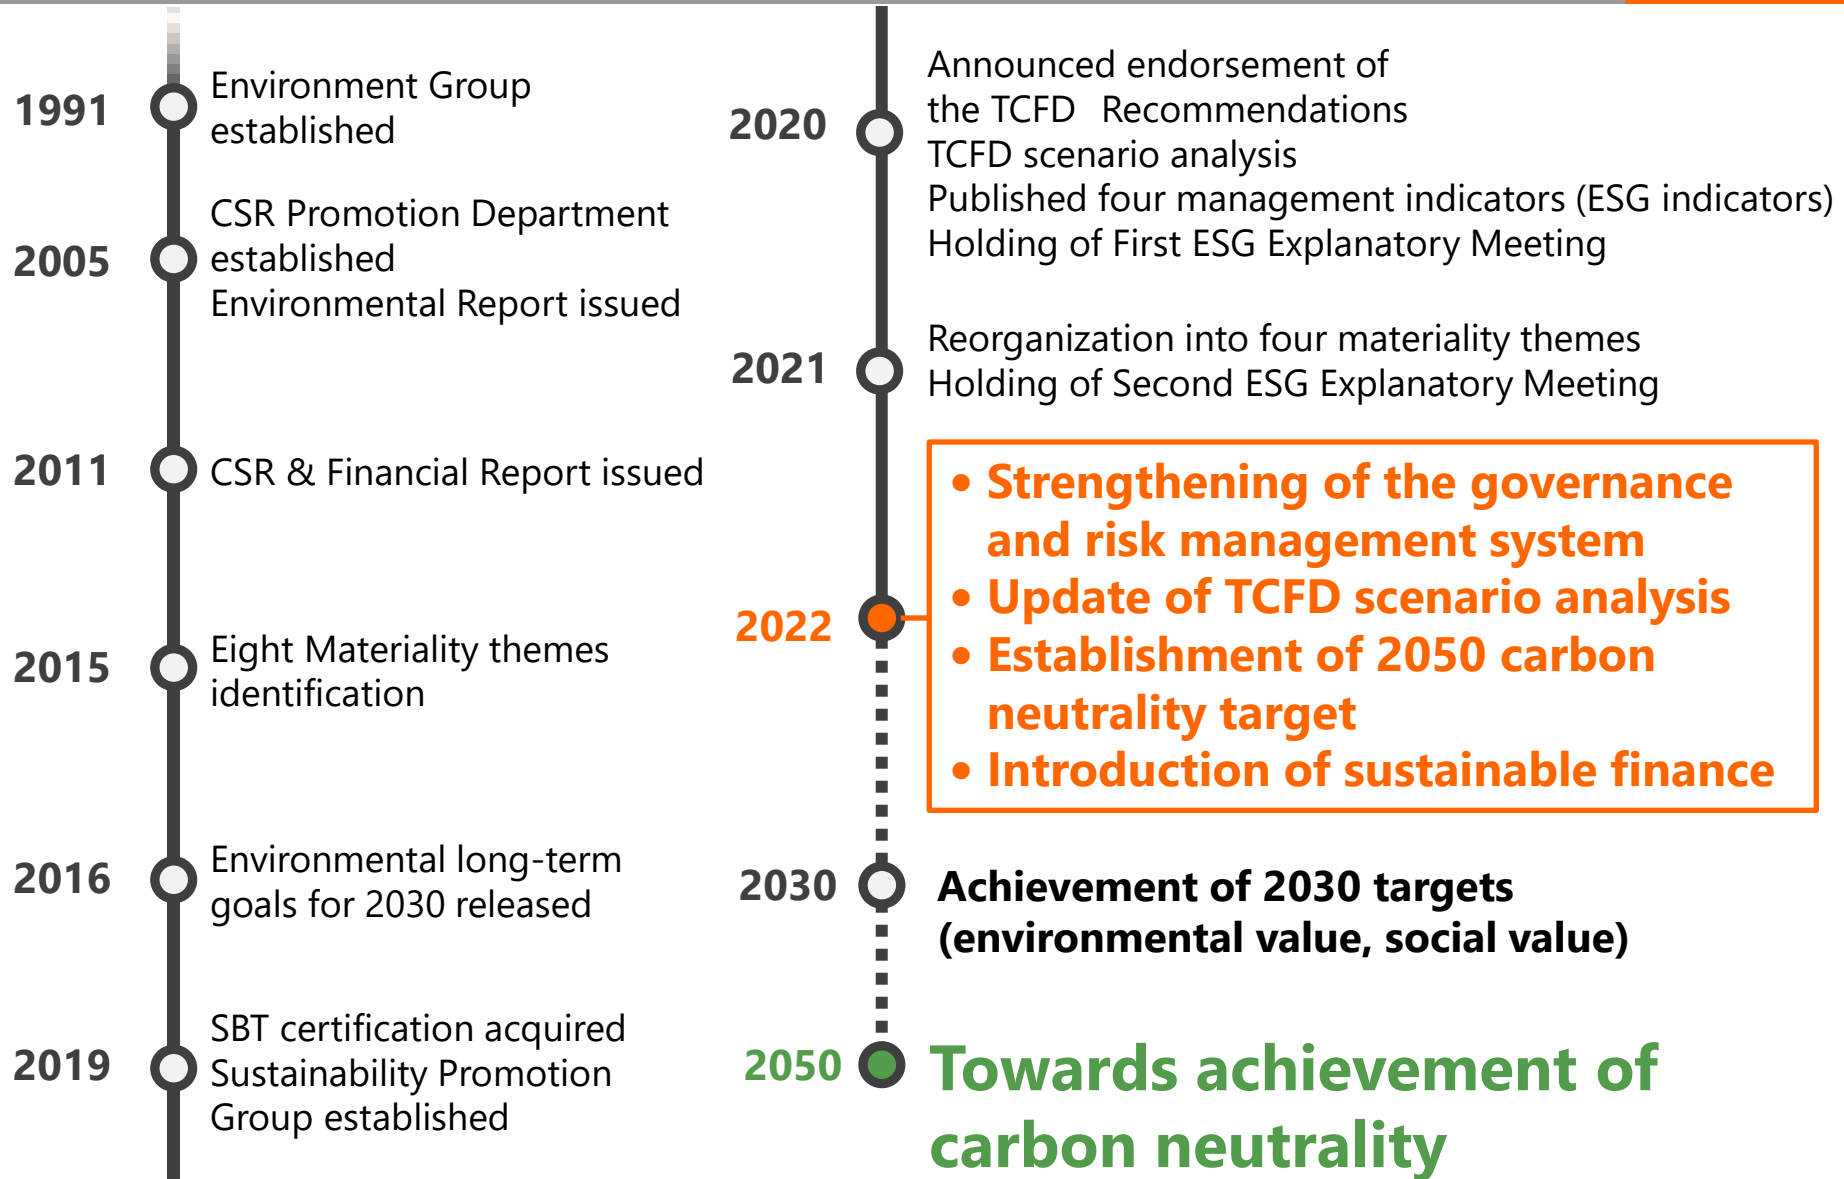 1991
Environment Group
established
2005
CSR Promotion Department
established
Environmental Report issued
2011
CSR & Financial Report issued
2015
Eight Materiality themes
identification
2016
Environmental long-term
goals for 2030 released
2019
SBT certification acquired
Sustainability Promotion
Group established
2020
Announced endorsement of
the TCFD Recommendations
TCFD scenario analysis
Published four management indicators (ESG indicators)
Holding of First ESG Explanatory Meeting
2021
Reorganization into four materiality themes
Holding of Second ESG Explanatory Meeting
2022
• Strengthening of the governance
and risk management system
• Update of TCFD scenario analysis
• Establishment of 2050 carbon
neutrality target
• Introduction of sustainable finance
2030
Achievement of 2030 targets
(environmental value, social value)
2050
Towards achievement of
carbon neutrality